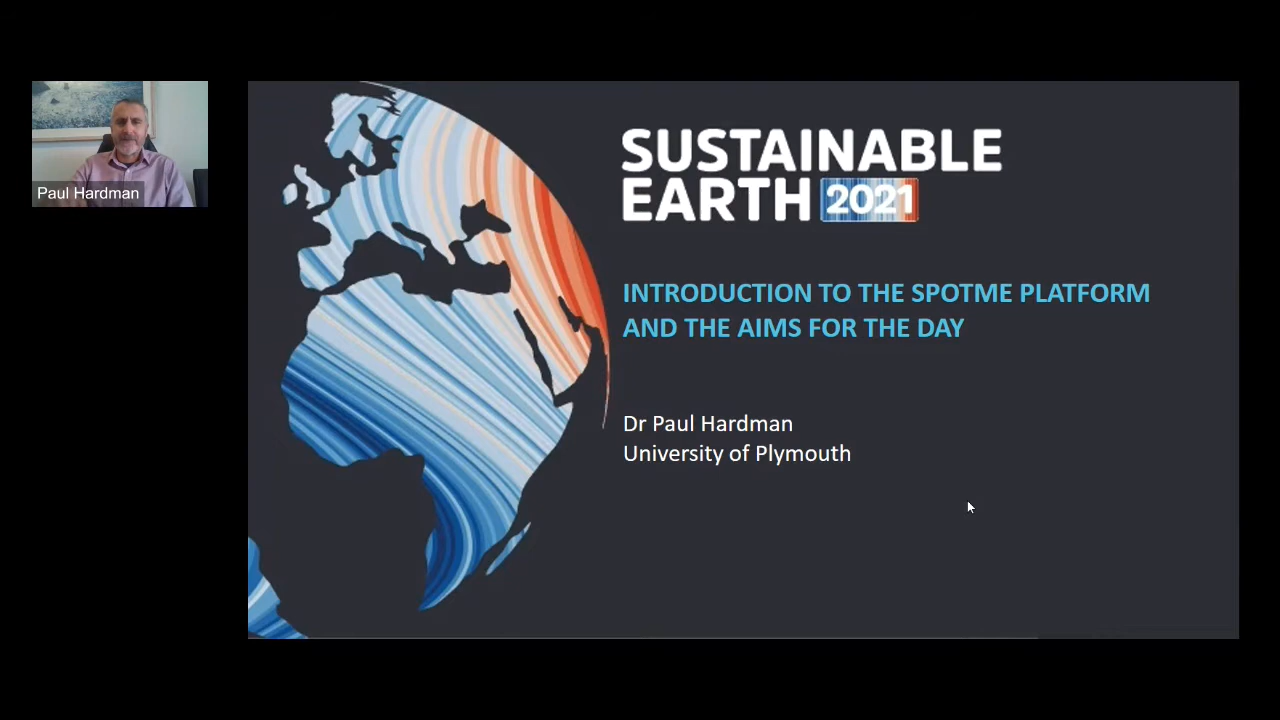 Paul Hardman
SUSTAINABLE
EARTH 2021
INTRODUCTION TO THE SPOTME PLATFORM
AND THE AIMS FOR THE DAY
Dr Paul Hardman
University of Plymouth